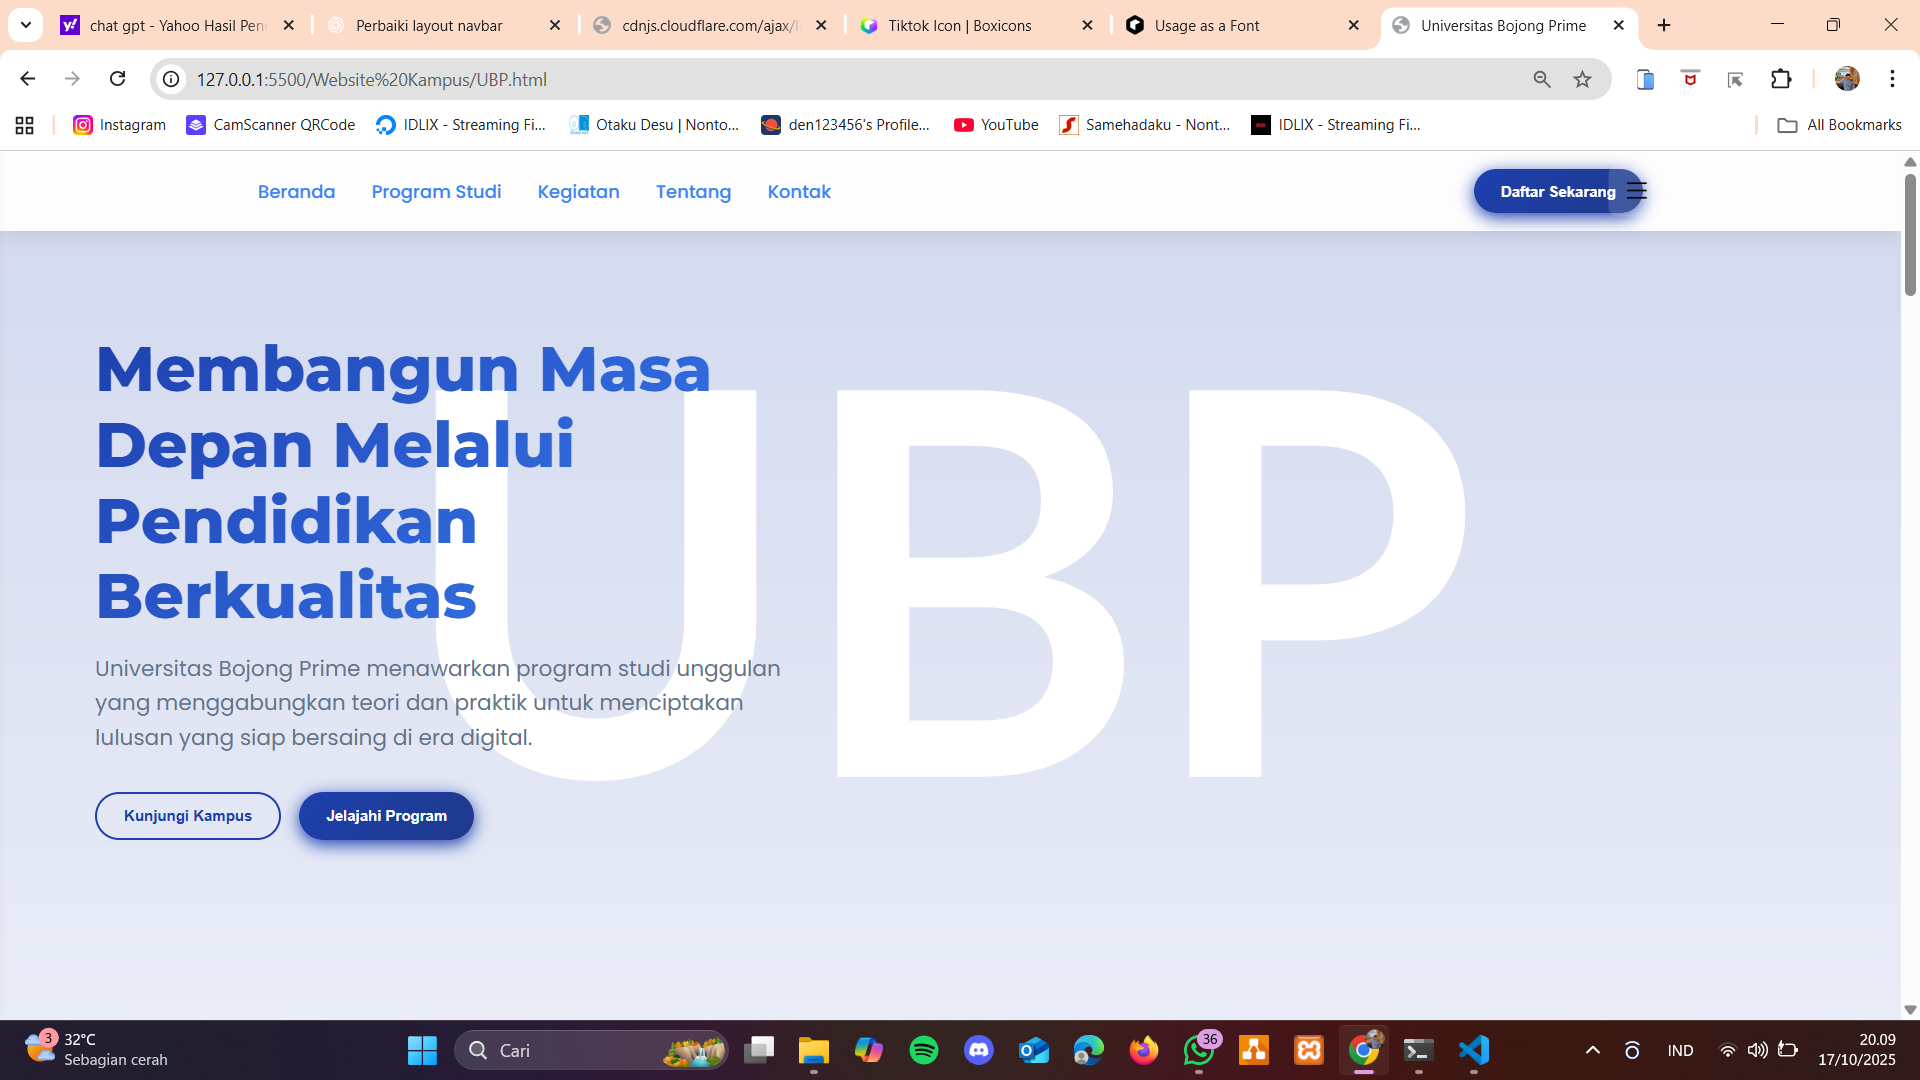 chat gpt - Yahoo Hasil Pen
Perbaiki layout navbar
cdnjs.cloudflare.com/ajax/l
Tiktok Icon | Boxicons
Usage as a Font
Universitas Bojong Prime
127.0.0.1:5500/Website%20Kampus/UBP.html
Instagram
CamScanner QRCode
IDLIX - Streaming Fi...
Otaku Desu | Nonto...
den123456's Profile...
YouTube
Samehadaku - Nont...
IDLIX - Streaming Fi...
All Bookmarks
Beranda
Program Studi
Kegiatan
Tentang
Kontak
Daftar Sekarang
UBP
Membangun Masa
Depan Melalui
Pendidikan
Berkualitas
Universitas Bojong Prime menawarkan program studi unggulan
yang menggabungkan teori dan praktik untuk menciptakan
lulusan yang siap bersaing di era digital.
Kunjungi Kampus
Jelajahi Program
3
32°C
Sebagian cerah
Cari
36
IND
20.09
17/10/2025